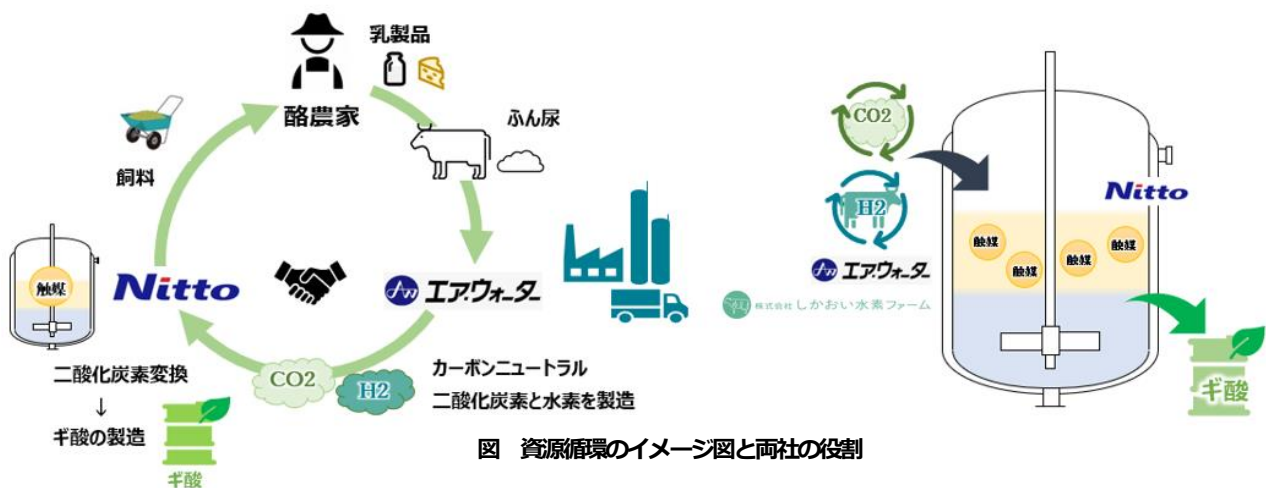 乳製品
酪農家
ふん尿
飼料
触媒
Nitto
エア・ウォーター
二酸化炭素変換
↓
ギ酸の製造
ギ酸
CO2
H2
カーボンニュートラル
二酸化炭素と水素を製造
CO2
H2
エア・ウォーター
株式会社しかおい水素ファーム
Nitto
触媒
触媒
触媒
触媒
ギ酸
図 資源循環のイメージ図と両社の役割